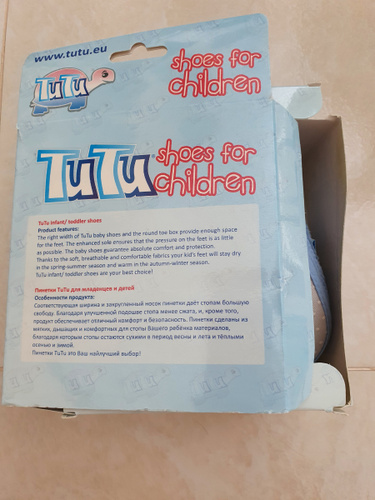 www.tutu.eu
TuTu
shoes for
children
TuTu
shoes for
children
TuTu infant/ toddler shoes
Product features:
The right width of TuTu baby shoes and the round toe box provide enough space
for the feet. The enhanced sole ensures that the pressure on the feet is as little
as possible. The baby shoes guarantee absolute comfort and protection.
Thanks to the soft, breathable and comfortable fabrics your kid's feet will stay dry
in the spring-summer season and warm in the autumn-winter season.
TuTu infant/ toddler shoes are your best choice!
Пинетки TuTu для младенцев и детей
Особенности продукта:
Соответствующая ширина и закругленный носок пинетки дает стопам большую
свободу. Благодаря улучшенной подошве стопа менее сжата, и, кроме того,
продукт обеспечивает отличный комфорт и безопасность. Пинетки сделаны из
мягких, дышащих и комфортных для стопы Вашего ребёнка материалов,
благодаря которым стопы остаются сухими в период весны и лета и тёплыми
осенью и зимой.
Пинетки TuTu это Ваш найлучший выбор!